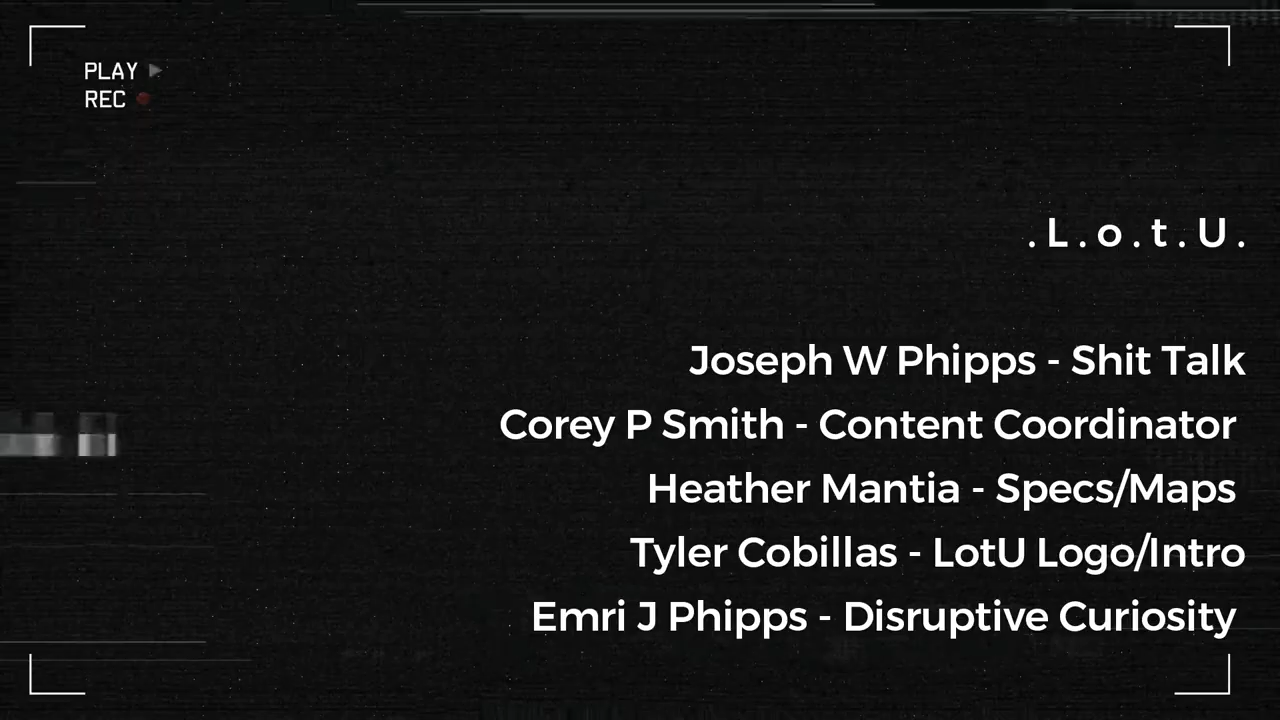 PLAY
REC
. L . o . t . U .
Joseph W Phipps - Shit Talk
Corey P Smith - Content Coordinator
Heather Mantia - Specs/Maps
Tyler Cobillas - LotU Logo/Intro
Emri J Phipps - Disruptive Curiosity